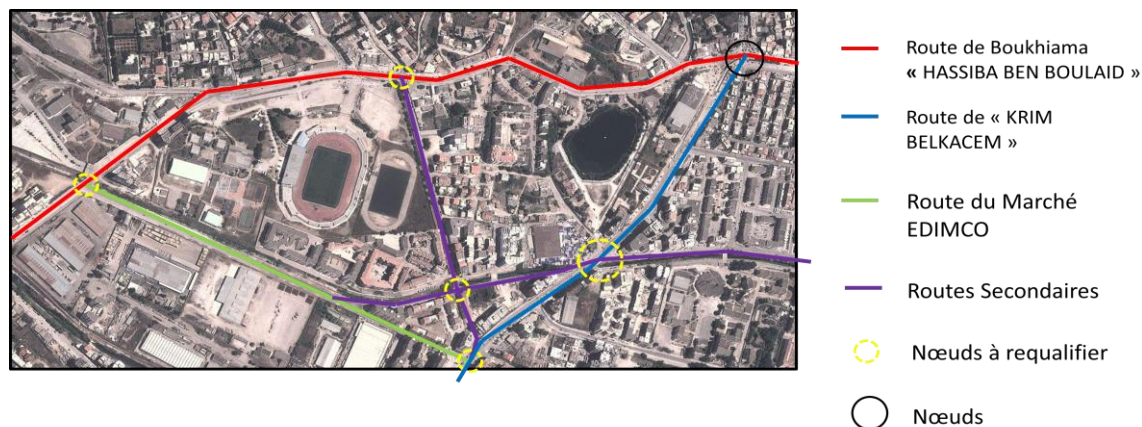 Route de Boukhiama
« HASSIBA BEN BOULAID »
Route de « KRIM
BELKACEM »
Route du Marché
EDIMCO
Routes Secondaires
Nœuds à requalifier
Nœuds